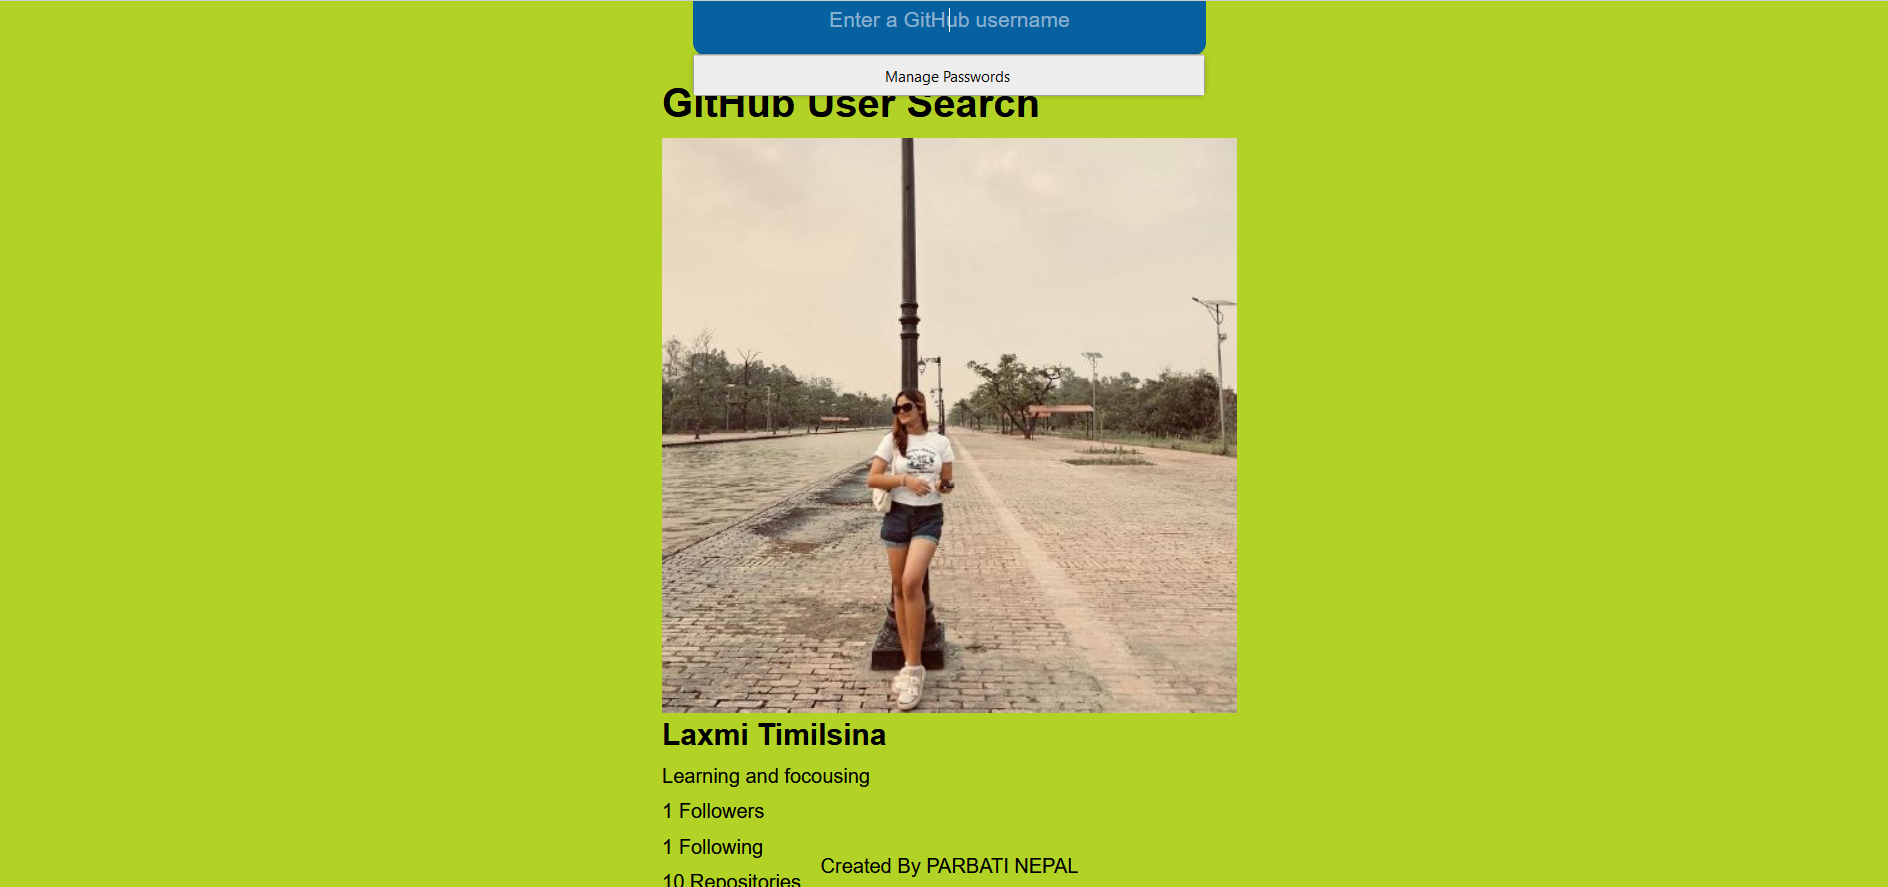 Enter a GitHub username
Manage Passwords
GitHub User Search
Laxmi Timilsina
Learning and focousing
1 Followers
1 Following
Created By PARBATI NEPAL
10 Repositories